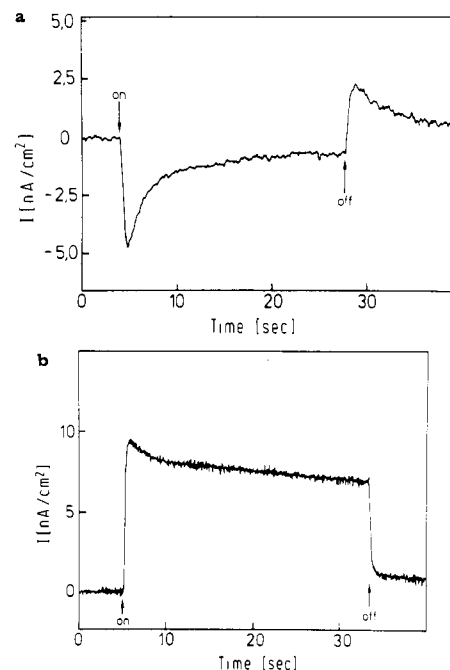 a
5,0
2,5
0
-2,5
-5,0
I [nA/cm²]
on
off
0
10
20
30
Time [sec]
b
10
5
0
I [nA/cm²]
on
off
0
10
20
30
Time [sec]